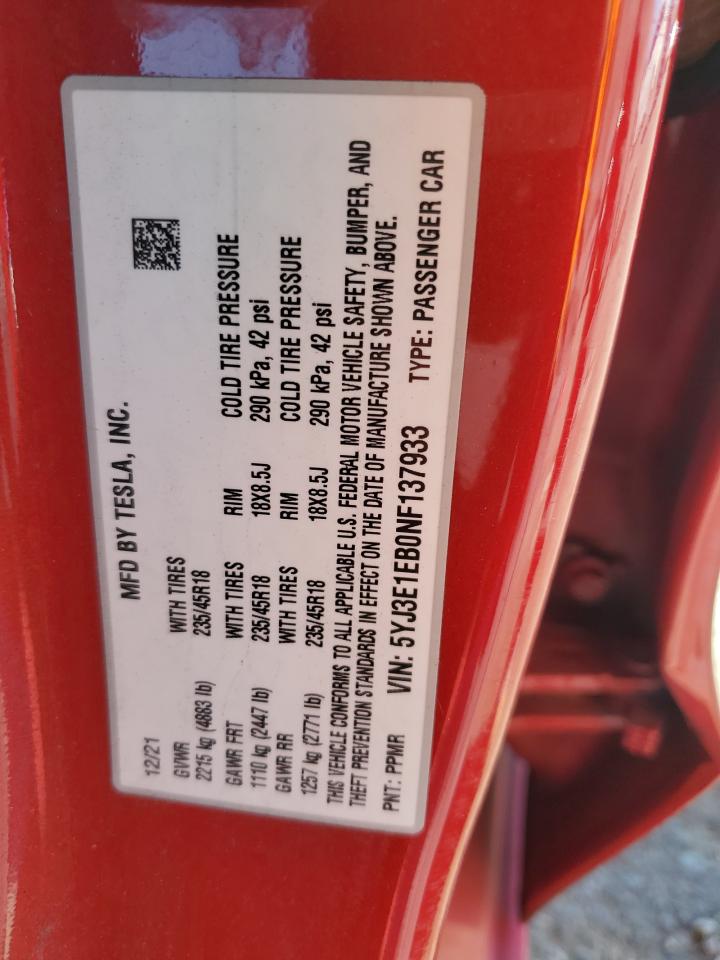 MFD BY TESLA, INC.
12/21
GVWR WITH TIRES
2215 kg (4883 lb) 235/45R18
GAWR FRT WITH TIRES RIM COLD TIRE PRESSURE
1110 kg (2447 lb) 235/45R18 18X8.5J 290 kPa, 42 psi
GAWR RR WITH TIRES RIM COLD TIRE PRESSURE
1257 kg (2771 lb) 235/45R18 18X8.5J 290 kPa, 42 psi
THIS VEHICLE CONFORMS TO ALL APPLICABLE U.S. FEDERAL MOTOR VEHICLE SAFETY, BUMPER, AND
THEFT PREVENTION STANDARDS IN EFFECT ON THE DATE OF MANUFACTURE SHOWN ABOVE.
PNT: PPMR VIN: 5YJ3E1EB0NF137933 TYPE: PASSENGER CAR